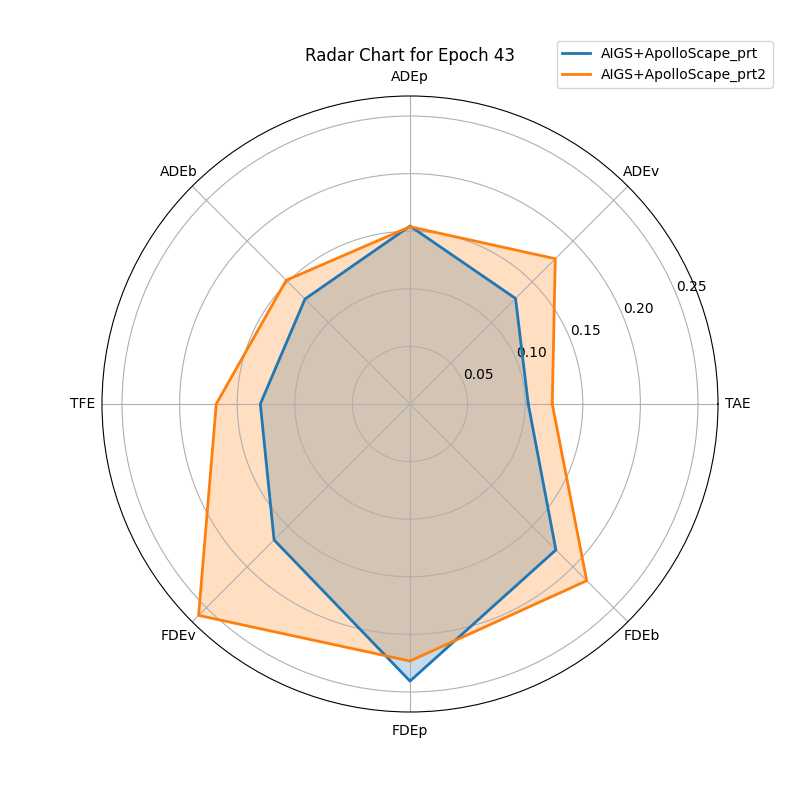 Radar Chart for Epoch 43
AIGS+ApolloScape_prt
AIGS+ApolloScape_prt2
ADEp
ADEb
ADEv
0.25
0.20
0.15
0.10
0.05
TFE
TAE
FDEv
FDEb
FDEp